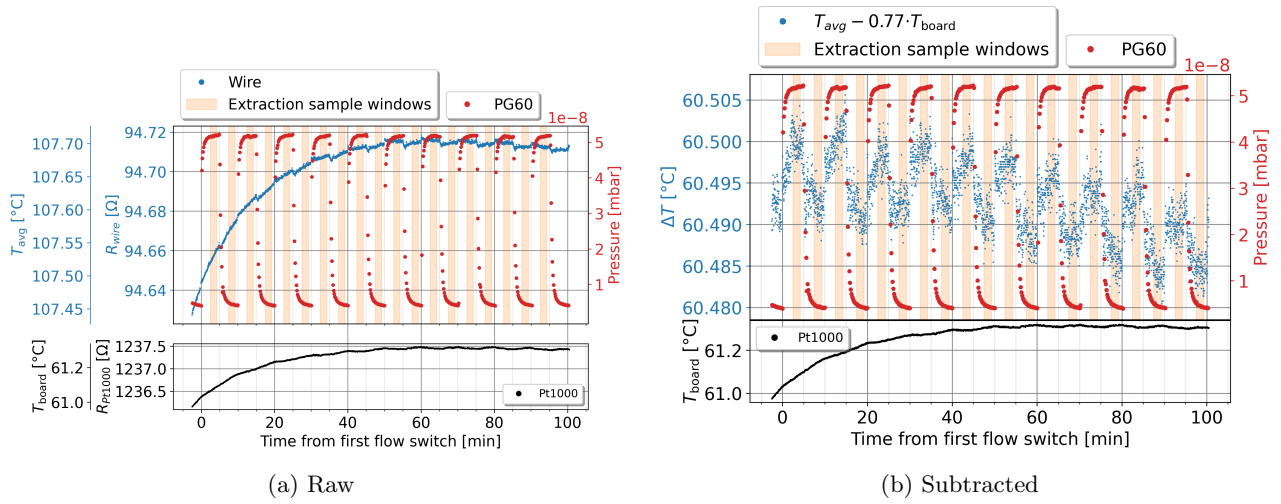 Wire
Extraction sample windows
PG60
1e−8
T_avg [°C]
107.70
107.65
107.60
107.55
107.50
107.45
R_wire [Ω]
94.72
94.70
94.68
94.66
94.64
5
4
3
2
1
Pressure [mbar]
T_board [°C]
61.2
61.0
R_Pt1000 [Ω]
1237.5
1237.0
1236.5
Pt1000
0 20 40 60 80 100
Time from first flow switch [min]
(a) Raw
T_avg − 0.77·T_board
Extraction sample windows
PG60
1e−8
ΔT [°C]
60.505
60.500
60.495
60.490
60.485
60.480
5
4
3
2
1
Pressure [mbar]
T_board [°C]
61.2
61.0
Pt1000
0 20 40 60 80 100
Time from first flow switch [min]
(b) Subtracted